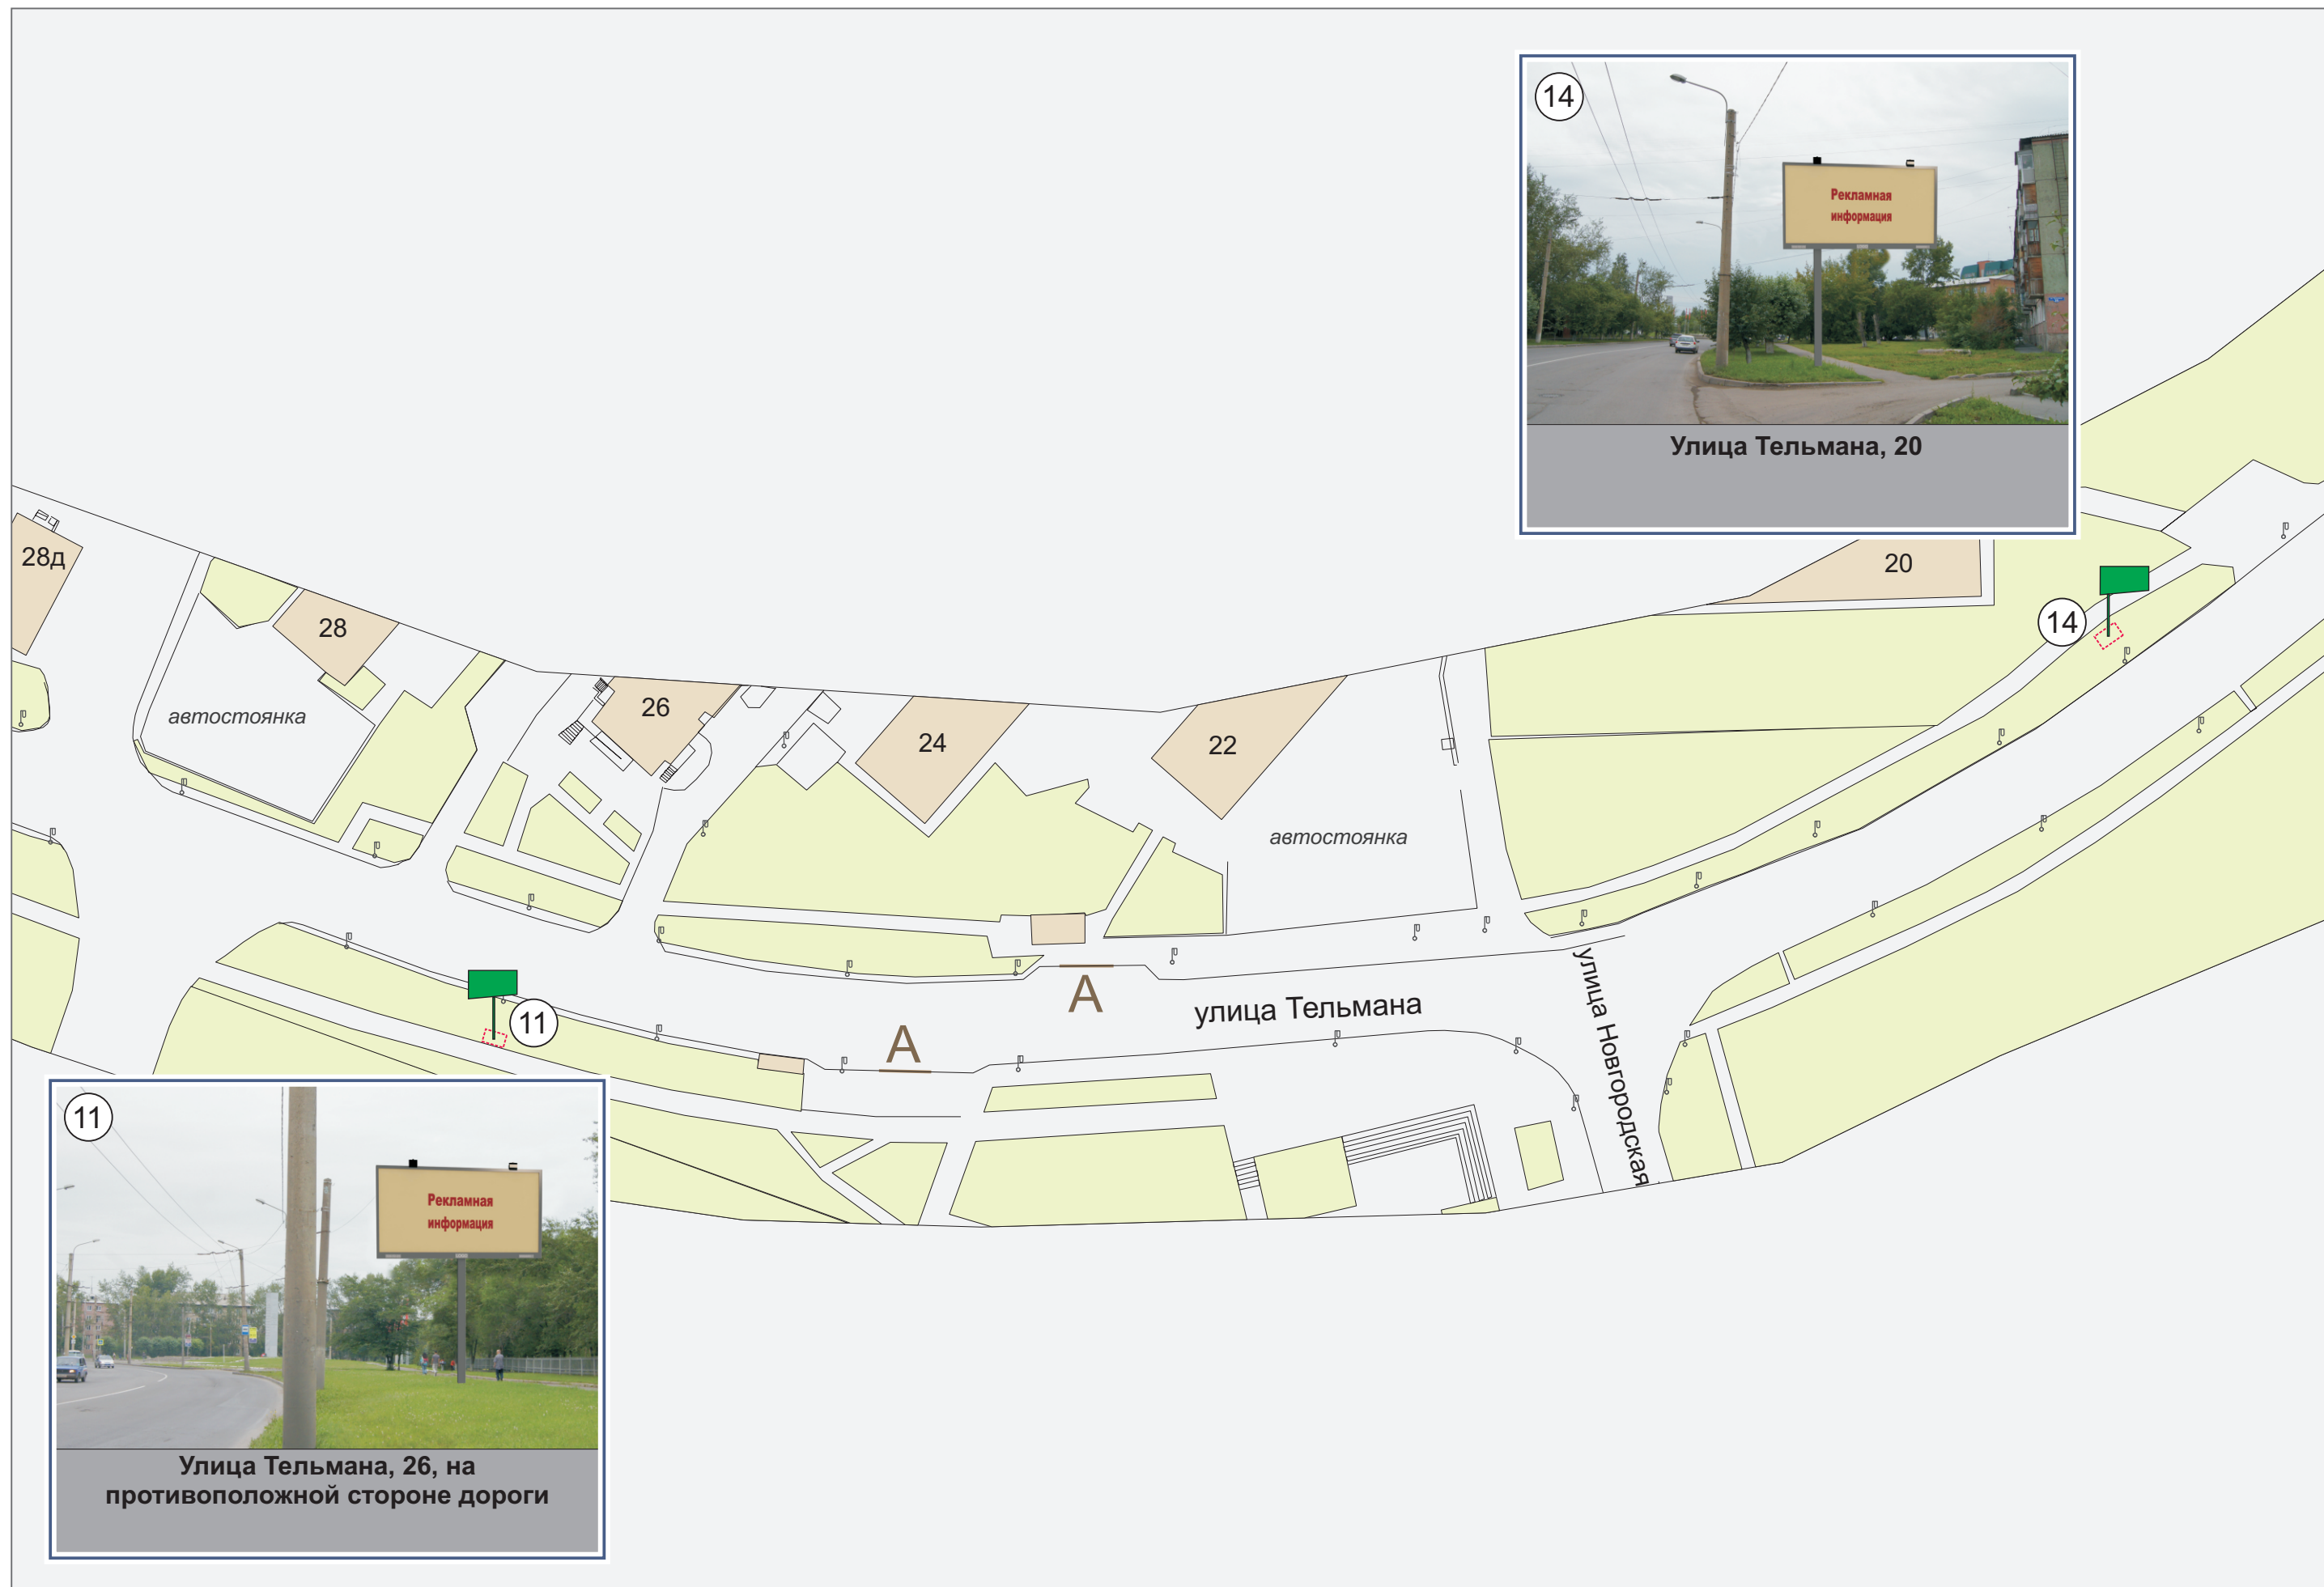 14
Рекламная
информация
Улица Тельмана, 20
28д
20
14
28
автостоянка
26
24
22
автостоянка
А
улица Тельмана
улица Новгородская
11
А
11
Рекламная
информация
Улица Тельмана, 26, на
противоположной стороне дороги